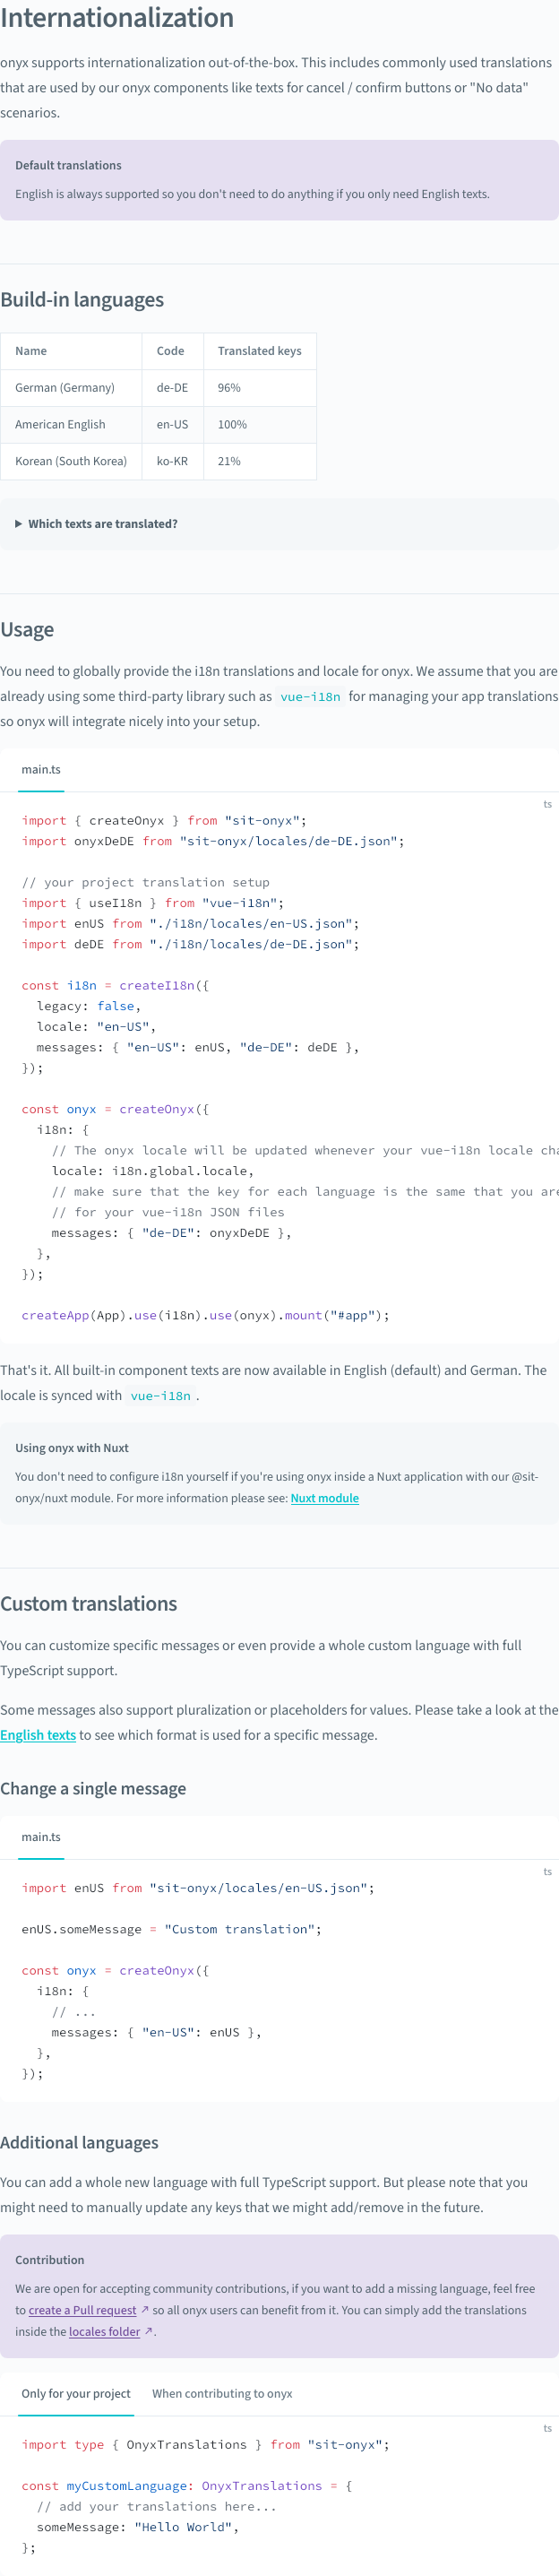 Internationalization
onyx supports internationalization out-of-the-box. This includes commonly used translations
that are used by our onyx components like texts for cancel / confirm buttons or "No data"
scenarios.
Default translations
English is always supported so you don't need to do anything if you only need English texts.
Build-in languages
Name Code Translated keys
German (Germany) de-DE 96%
American English en-US 100%
Korean (South Korea) ko-KR 21%
▶ Which texts are translated?
Usage
You need to globally provide the i18n translations and locale for onyx. We assume that you are
already using some third-party library such as vue-i18n for managing your app translations
so onyx will integrate nicely into your setup.
main.ts
ts
import { createOnyx } from "sit-onyx";
import onyxDeDE from "sit-onyx/locales/de-DE.json";
// your project translation setup
import { useI18n } from "vue-i18n";
import enUS from "./i18n/locales/en-US.json";
import deDE from "./i18n/locales/de-DE.json";
const i18n = createI18n({
  legacy: false,
  locale: "en-US",
  messages: { "en-US": enUS, "de-DE": deDE },
});
const onyx = createOnyx({
  i18n: {
    // The onyx locale will be updated whenever your vue-i18n locale cha
    locale: i18n.global.locale,
    // make sure that the key for each language is the same that you are
    // for your vue-i18n JSON files
    messages: { "de-DE": onyxDeDE },
  },
});
createApp(App).use(i18n).use(onyx).mount("#app");
That's it. All built-in component texts are now available in English (default) and German. The
locale is synced with vue-i18n .
Using onyx with Nuxt
You don't need to configure i18n yourself if you're using onyx inside a Nuxt application with our @sit-
onyx/nuxt module. For more information please see: Nuxt module
Custom translations
You can customize specific messages or even provide a whole custom language with full
TypeScript support.
Some messages also support pluralization or placeholders for values. Please take a look at the
English texts to see which format is used for a specific message.
Change a single message
main.ts
ts
import enUS from "sit-onyx/locales/en-US.json";
enUS.someMessage = "Custom translation";
const onyx = createOnyx({
  i18n: {
    // ...
    messages: { "en-US": enUS },
  },
});
Additional languages
You can add a whole new language with full TypeScript support. But please note that you
might need to manually update any keys that we might add/remove in the future.
Contribution
We are open for accepting community contributions, if you want to add a missing language, feel free
to create a Pull request ↗ so all onyx users can benefit from it. You can simply add the translations
inside the locales folder ↗.
Only for your project When contributing to onyx
ts
import type { OnyxTranslations } from "sit-onyx";
const myCustomLanguage: OnyxTranslations = {
  // add your translations here...
  someMessage: "Hello World",
};